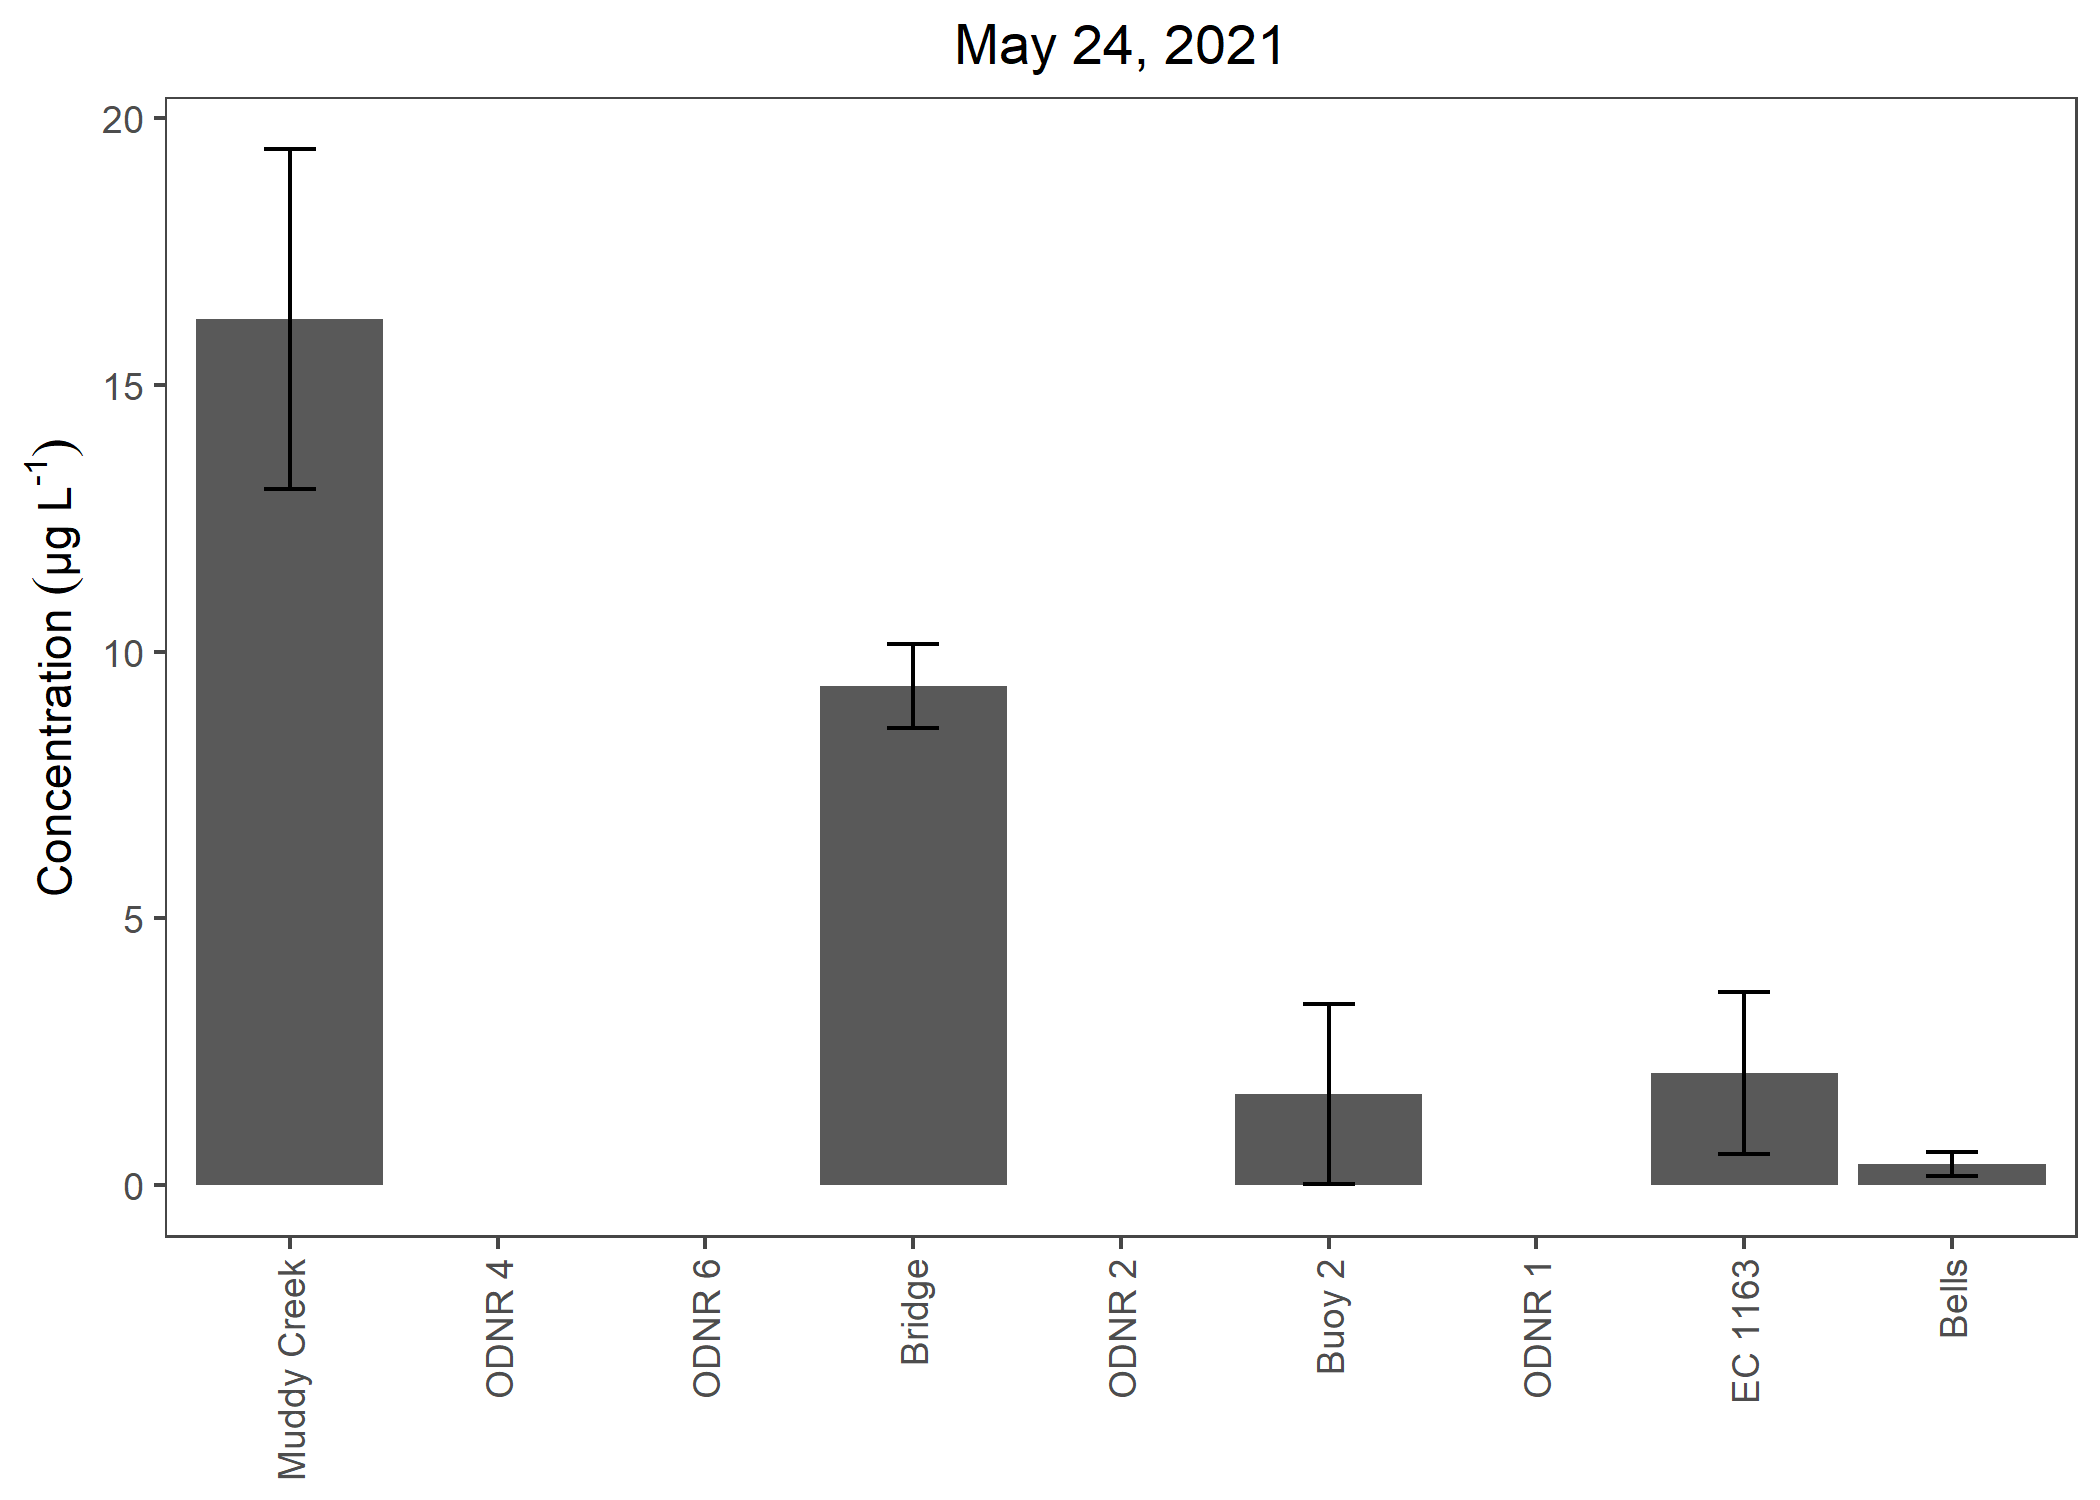 May 24, 2021
Concentration (µg L⁻¹)
20
15
10
5
0
Muddy Creek
ODNR 4
ODNR 6
Bridge
ODNR 2
Buoy 2
ODNR 1
EC 1163
Bells